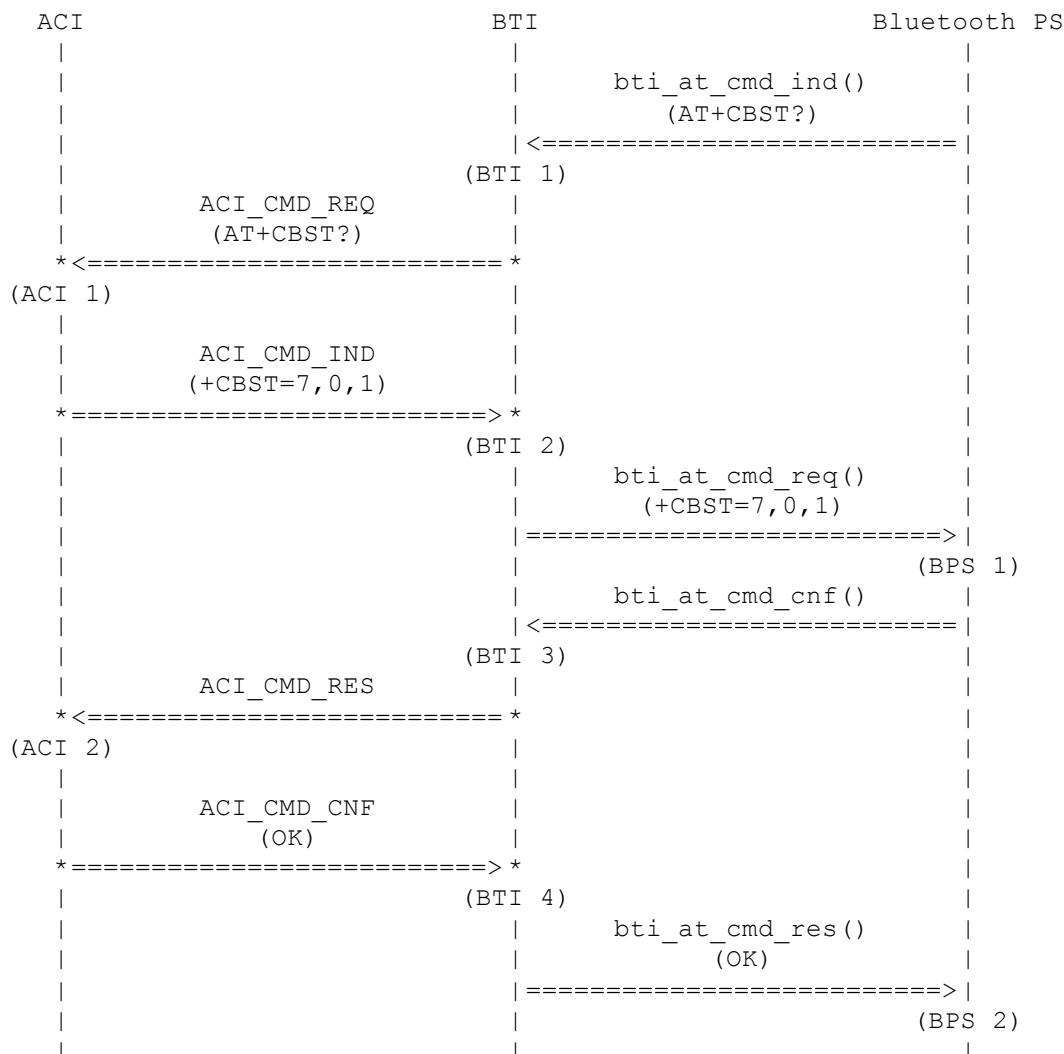 ACI BTI Bluetooth PS
bti_at_cmd_ind()
(AT+CBST?)
<===========================
(BTI 1)
ACI_CMD_REQ
(AT+CBST?)
*<==========================*
(ACI 1)
ACI_CMD_IND
(+CBST=7,0,1)
*==========================>*
(BTI 2)
bti_at_cmd_req()
(+CBST=7,0,1)
==========================>
(BPS 1)
bti_at_cmd_cnf()
<==========================
(BTI 3)
ACI_CMD_RES
*<==========================*
(ACI 2)
ACI_CMD_CNF
(OK)
*==========================>*
(BTI 4)
bti_at_cmd_res()
(OK)
==========================>
(BPS 2)